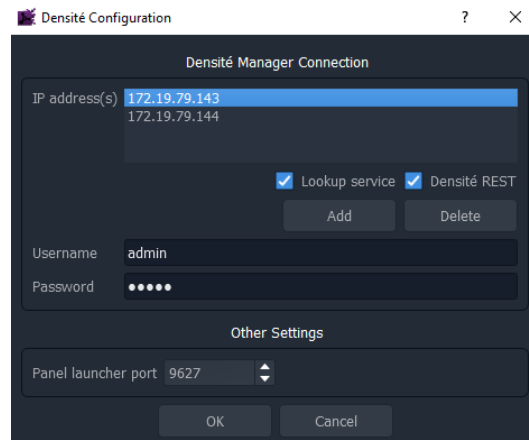 Densité Configuration
Densité Manager Connection
IP address(s) 172.19.79.143
172.19.79.144
Lookup service Densité REST
Add Delete
Username admin
Password •••••
Other Settings
Panel launcher port 9627
OK Cancel